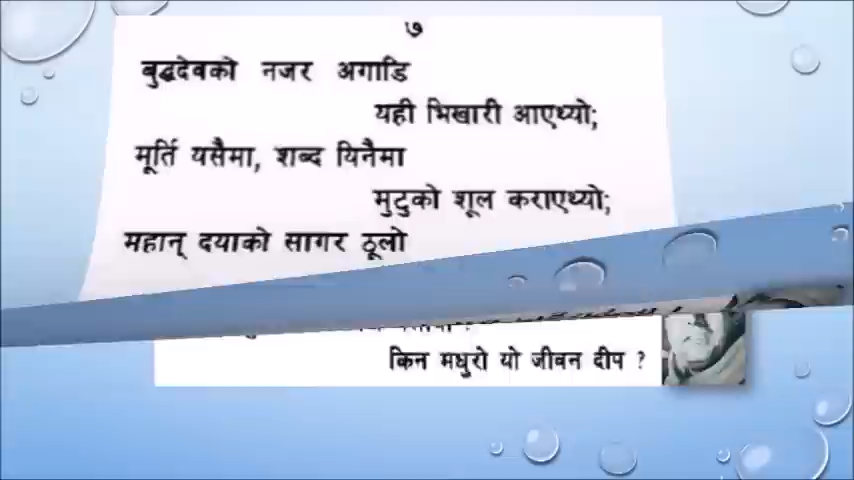 ७
बुद्धदेवको नजर अगाडि
यही भिखारी आएथ्यो;
मूर्ति यसैमा, शब्द यिनैमा
मुटुको शूल कराएथ्यो;
महान् दयाको सागर ठूलो
किन मधुरो यो जीवन दीप ?